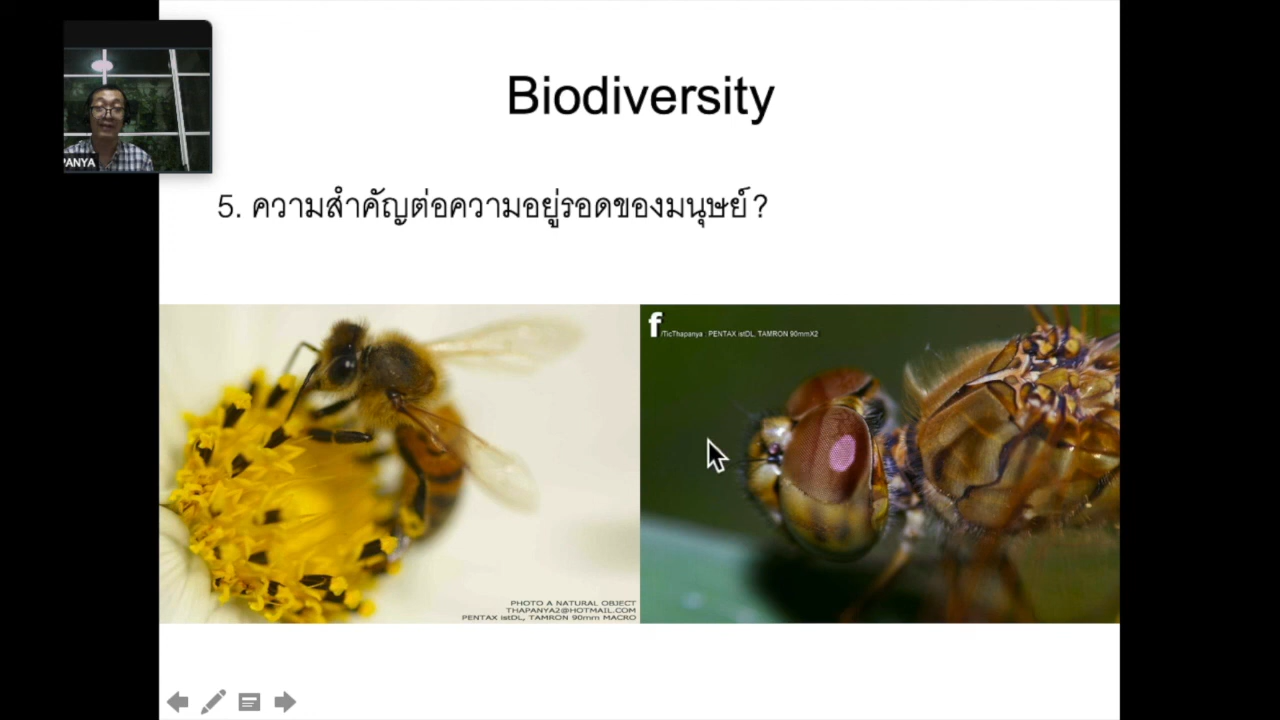 Biodiversity
PANYA
5. ความสำคัญต่อความอยู่รอดของมนุษย์?
f/TicThapanya : PENTAX istDL, TAMRON 90mmX2
PHOTO A NATURAL OBJECT
THAPANYA2@HOTMAIL.COM
PENTAX istDL, TAMRON 90mm MACRO